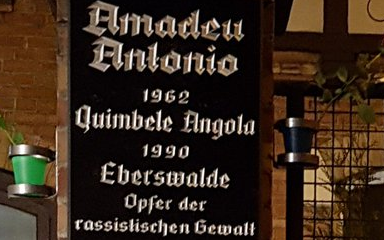 Amadeu
Antonio
1962
Quimbele Angola
1990
Eberswalde
Opfer der
rassistischen Gewalt